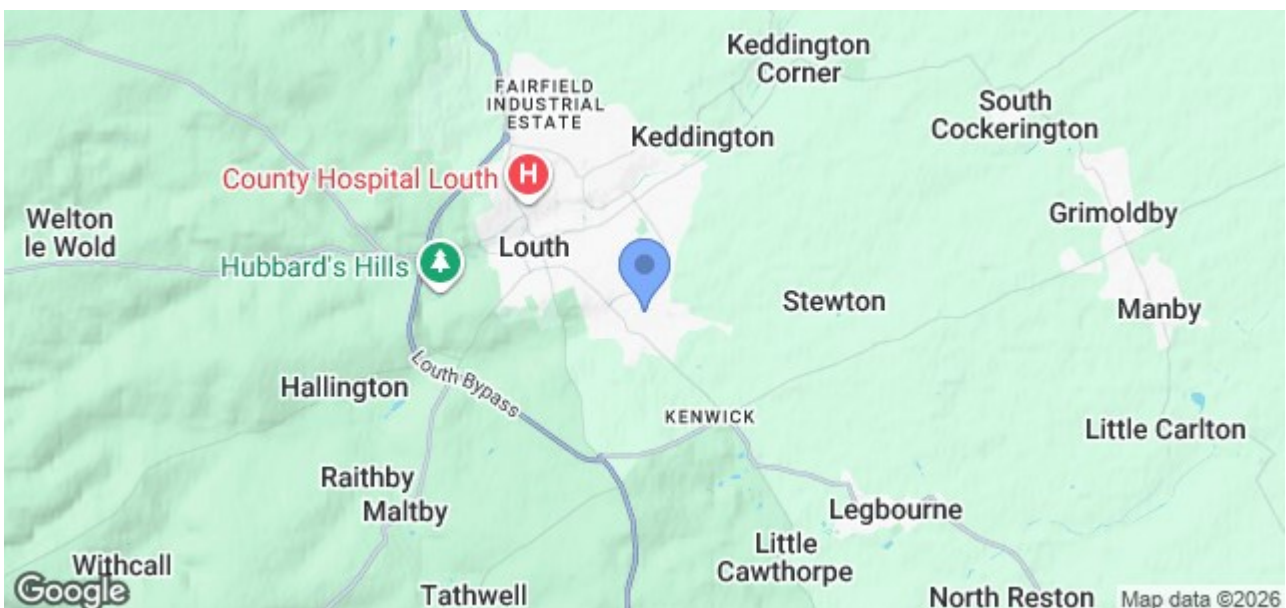 Keddington
Corner
FAIRFIELD
INDUSTRIAL
ESTATE
South
Cockerington
Keddington
County Hospital Louth
H
Welton
le Wold
Grimoldby
Louth
Hubbard's Hills
Stewton
Manby
Hallington
Louth Bypass
KENWICK
Little Carlton
Raithby
Maltby
Legbourne
Little
Cawthorpe
Withcall
Tathwell
North Reston
Google
Map data ©2026